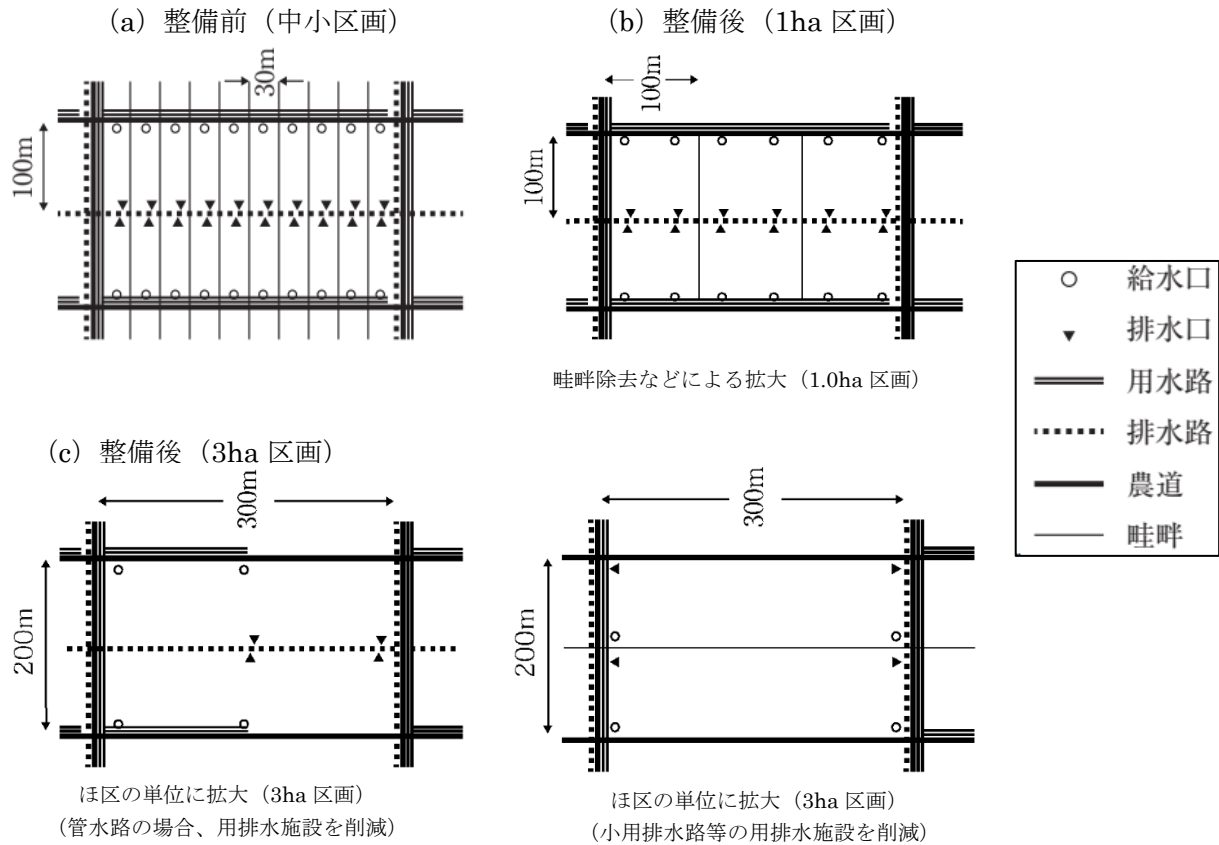 (a) 整備前（中小区画）
30m
100m
(b) 整備後（1ha 区画）
100m
100m
畦畔除去などによる拡大（1.0ha 区画）
(c) 整備後（3ha 区画）
300m
200m
ほ区の単位に拡大（3ha 区画）
（管水路の場合、用排水施設を削減）
300m
200m
ほ区の単位に拡大（3ha 区画）
（小用排水路等の用排水施設を削減）
給水口
排水口
用水路
排水路
農道
畦畔